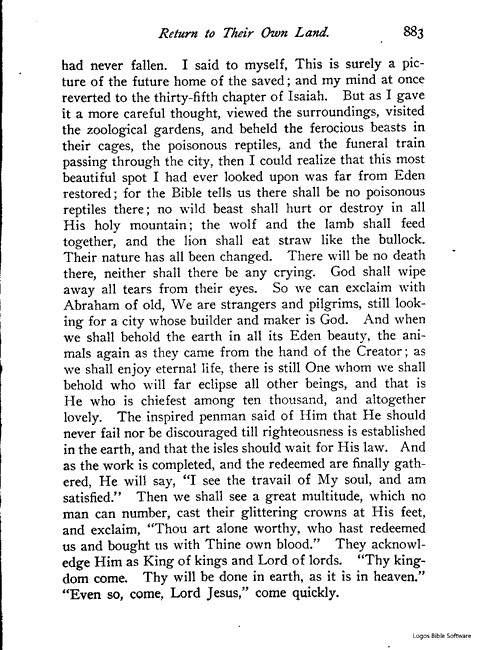 Return to Their Own Land. 883
had never fallen. I said to myself, This is surely a pic-
ture of the future home of the saved; and my mind at once
reverted to the thirty-fifth chapter of Isaiah. But as I gave
it a more careful thought, viewed the surroundings, visited
the zoological gardens, and beheld the ferocious beasts in
their cages, the poisonous reptiles, and the funeral train
passing through the city, then I could realize that this most
beautiful spot I had ever looked upon was far from Eden
restored; for the Bible tells us there shall be no poisonous
reptiles there; no wild beast shall hurt or destroy in all
His holy mountain; the wolf and the lamb shall feed
together, and the lion shall eat straw like the bullock.
Their nature has all been changed. There will be no death
there, neither shall there be any crying. God shall wipe
away all tears from their eyes. So we can exclaim with
Abraham of old, We are strangers and pilgrims, still look-
ing for a city whose builder and maker is God. And when
we shall behold the earth in all its Eden beauty, the ani-
mals again as they came from the hand of the Creator; as
we shall enjoy eternal life, there is still One whom we shall
behold who will far eclipse all other beings, and that is
He who is chiefest among ten thousand, and altogether
lovely. The inspired penman said of Him that He should
never fail nor be discouraged till righteousness is established
in the earth, and that the isles should wait for His law. And
as the work is completed, and the redeemed are finally gath-
ered, He will say, "I see the travail of My soul, and am
satisfied." Then we shall see a great multitude, which no
man can number, cast their glittering crowns at His feet,
and exclaim, "Thou art alone worthy, who hast redeemed
us and bought us with Thine own blood." They acknowl-
edge Him as King of kings and Lord of lords. "Thy king-
dom come. Thy will be done in earth, as it is in heaven."
"Even so, come, Lord Jesus," come quickly.
Logos Bible Software